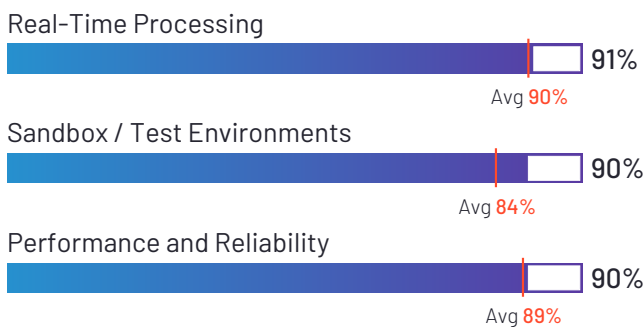 Real-Time Processing
91%
Avg 90%
Sandbox / Test Environments
90%
Avg 84%
Performance and Reliability
90%
Avg 89%